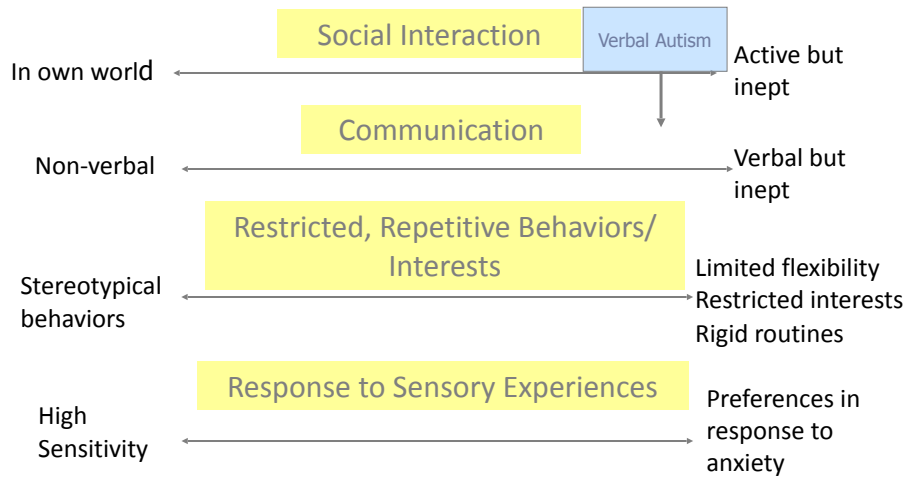 Social Interaction
Verbal Autism
In own world
Active but
inept
Communication
Non-verbal
Verbal but
inept
Restricted, Repetitive Behaviors/
Interests
Stereotypical
behaviors
Limited flexibility
Restricted interests
Rigid routines
Response to Sensory Experiences
High
Sensitivity
Preferences in
response to
anxiety